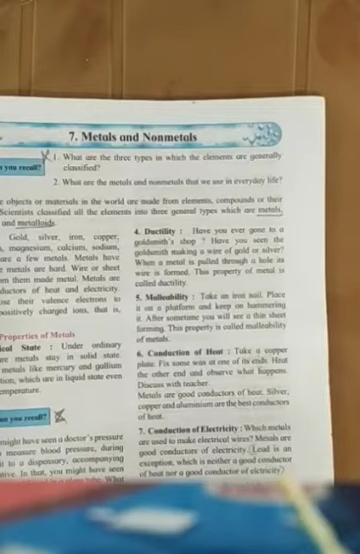 7. Metals and Nonmetals
you recall?
1. What are the three types in which the elements are generally
classified?
2. What are the metals and nonmetals that we use in everyday life?
objects or materials in the world are made from elements, compounds or their
Scientists classified all the elements into three general types which are metals,
and metalloids.
Gold, silver, iron, copper,
magnesium, calcium, sodium,
are a few metals. Metals have
metals are hard. Wire or sheet
them made metal. Metals are
of heat and electricity.
their valence electrons to
positively charged ions, that is,
Properties of Metals
State : Under ordinary
metals stay in solid state.
metals like mercury and gallium
which are in liquid state even
you recall?
might have seen a doctor's pressure
measure blood pressure, during
to a dispensary, accompanying
In that, you might have seen
tube. What
4. Ductility : Have you ever gone to a
goldsmith's shop ? Have you seen the
goldsmith making a wire of gold or silver?
When a metal is pulled through a hole its
wire is formed. This property of metal is
called ductility.
5. Malleability : Take an iron nail. Place
it on a platform and keep on hammering
it. After sometime you will see a thin sheet
forming. This property is called malleability
of metals.
6. Conduction of Heat : Take a copper
plate. Fix some wax at one of its ends. Heat
the other end and observe what happens.
Discuss with teacher.
Metals are good conductors of heat. Silver,
copper and aluminium are the best conductors
of heat.
7. Conduction of Electricity : Which metals
are used to make electrical wires? Metals are
good conductors of electricity. Lead is an
exception, which is neither a good conductor
of heat nor a good conductor of elctricity